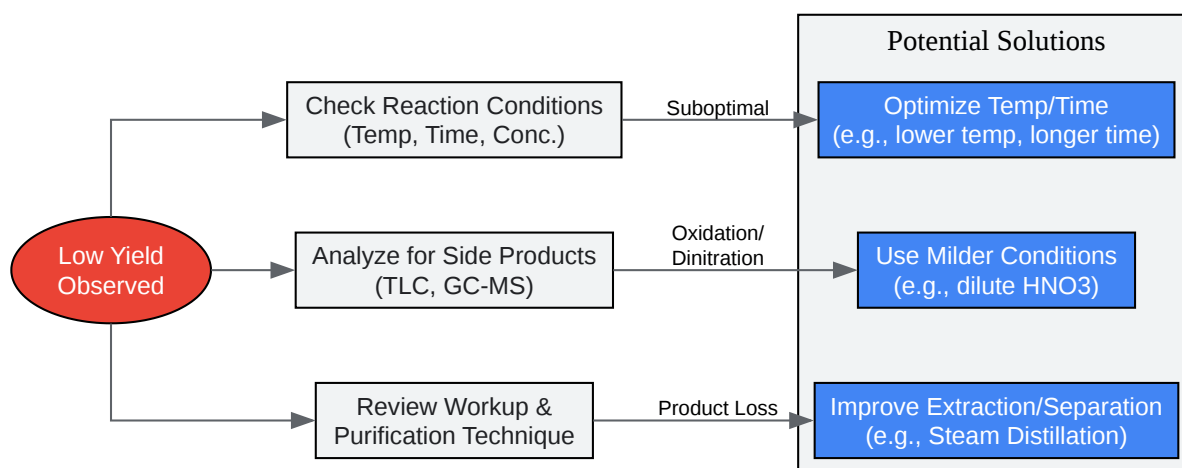 Potential Solutions
Check Reaction Conditions
(Temp, Time, Conc.)
Suboptimal
Optimize Temp/Time
(e.g., lower temp, longer time)
Low Yield
Observed
Analyze for Side Products
(TLC, GC-MS)
Oxidation/
Dinitration
Use Milder Conditions
(e.g., dilute HNO3)
Review Workup &
Purification Technique
Product Loss
Improve Extraction/Separation
(e.g., Steam Distillation)